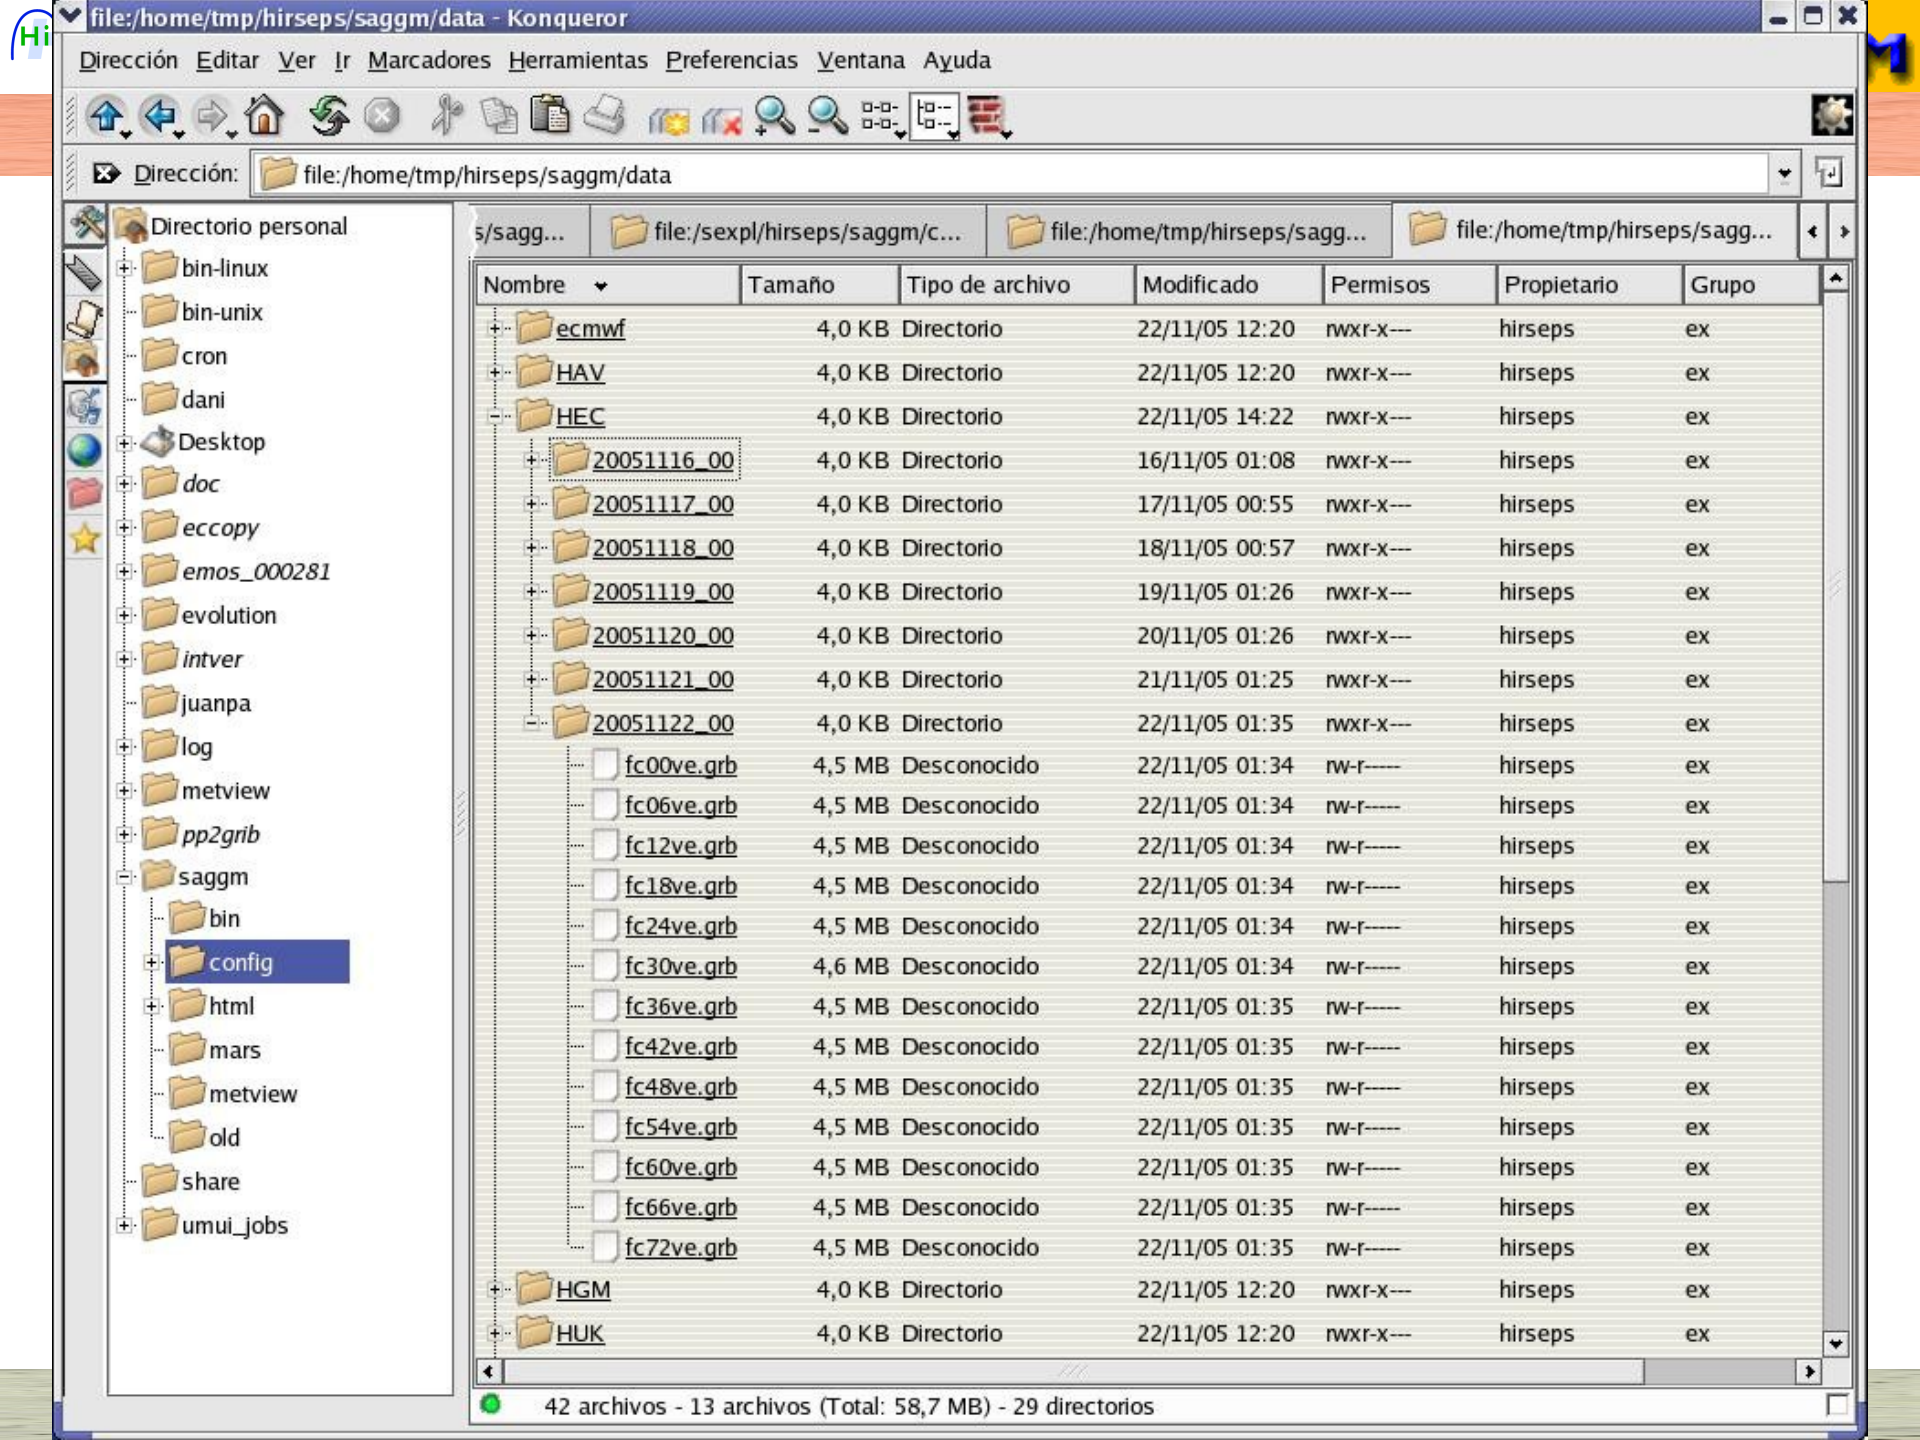 Hi
M
file:/home/tmp/hirseps/saggm/data - Konqueror
Dirección Editar Ver Ir Marcadores Herramientas Preferencias Ventana Ayuda
Dirección: file:/home/tmp/hirseps/saggm/data
Directorio personal
bin-linux
bin-unix
cron
dani
Desktop
doc
eccopy
emos_000281
evolution
intver
juanpa
log
metview
pp2grib
saggm
bin
config
html
mars
metview
old
share
umui_jobs
s/sagg... file:/sexpl/hirseps/saggm/c... file:/home/tmp/hirseps/sagg... file:/home/tmp/hirseps/sagg...
Nombre Tamaño Tipo de archivo Modificado Permisos Propietario Grupo
ecmwf 4,0 KB Directorio 22/11/05 12:20 rwxr-x--- hirseps ex
HAV 4,0 KB Directorio 22/11/05 12:20 rwxr-x--- hirseps ex
HEC 4,0 KB Directorio 22/11/05 14:22 rwxr-x--- hirseps ex
20051116_00 4,0 KB Directorio 16/11/05 01:08 rwxr-x--- hirseps ex
20051117_00 4,0 KB Directorio 17/11/05 00:55 rwxr-x--- hirseps ex
20051118_00 4,0 KB Directorio 18/11/05 00:57 rwxr-x--- hirseps ex
20051119_00 4,0 KB Directorio 19/11/05 01:26 rwxr-x--- hirseps ex
20051120_00 4,0 KB Directorio 20/11/05 01:26 rwxr-x--- hirseps ex
20051121_00 4,0 KB Directorio 21/11/05 01:25 rwxr-x--- hirseps ex
20051122_00 4,0 KB Directorio 22/11/05 01:35 rwxr-x--- hirseps ex
fc00ve.grb 4,5 MB Desconocido 22/11/05 01:34 rw-r----- hirseps ex
fc06ve.grb 4,5 MB Desconocido 22/11/05 01:34 rw-r----- hirseps ex
fc12ve.grb 4,5 MB Desconocido 22/11/05 01:34 rw-r----- hirseps ex
fc18ve.grb 4,5 MB Desconocido 22/11/05 01:34 rw-r----- hirseps ex
fc24ve.grb 4,5 MB Desconocido 22/11/05 01:34 rw-r----- hirseps ex
fc30ve.grb 4,6 MB Desconocido 22/11/05 01:34 rw-r----- hirseps ex
fc36ve.grb 4,5 MB Desconocido 22/11/05 01:35 rw-r----- hirseps ex
fc42ve.grb 4,5 MB Desconocido 22/11/05 01:35 rw-r----- hirseps ex
fc48ve.grb 4,5 MB Desconocido 22/11/05 01:35 rw-r----- hirseps ex
fc54ve.grb 4,5 MB Desconocido 22/11/05 01:35 rw-r----- hirseps ex
fc60ve.grb 4,5 MB Desconocido 22/11/05 01:35 rw-r----- hirseps ex
fc66ve.grb 4,5 MB Desconocido 22/11/05 01:35 rw-r----- hirseps ex
fc72ve.grb 4,5 MB Desconocido 22/11/05 01:35 rw-r----- hirseps ex
HGM 4,0 KB Directorio 22/11/05 12:20 rwxr-x--- hirseps ex
HUK 4,0 KB Directorio 22/11/05 12:20 rwxr-x--- hirseps ex
42 archivos - 13 archivos (Total: 58,7 MB) - 29 directorios